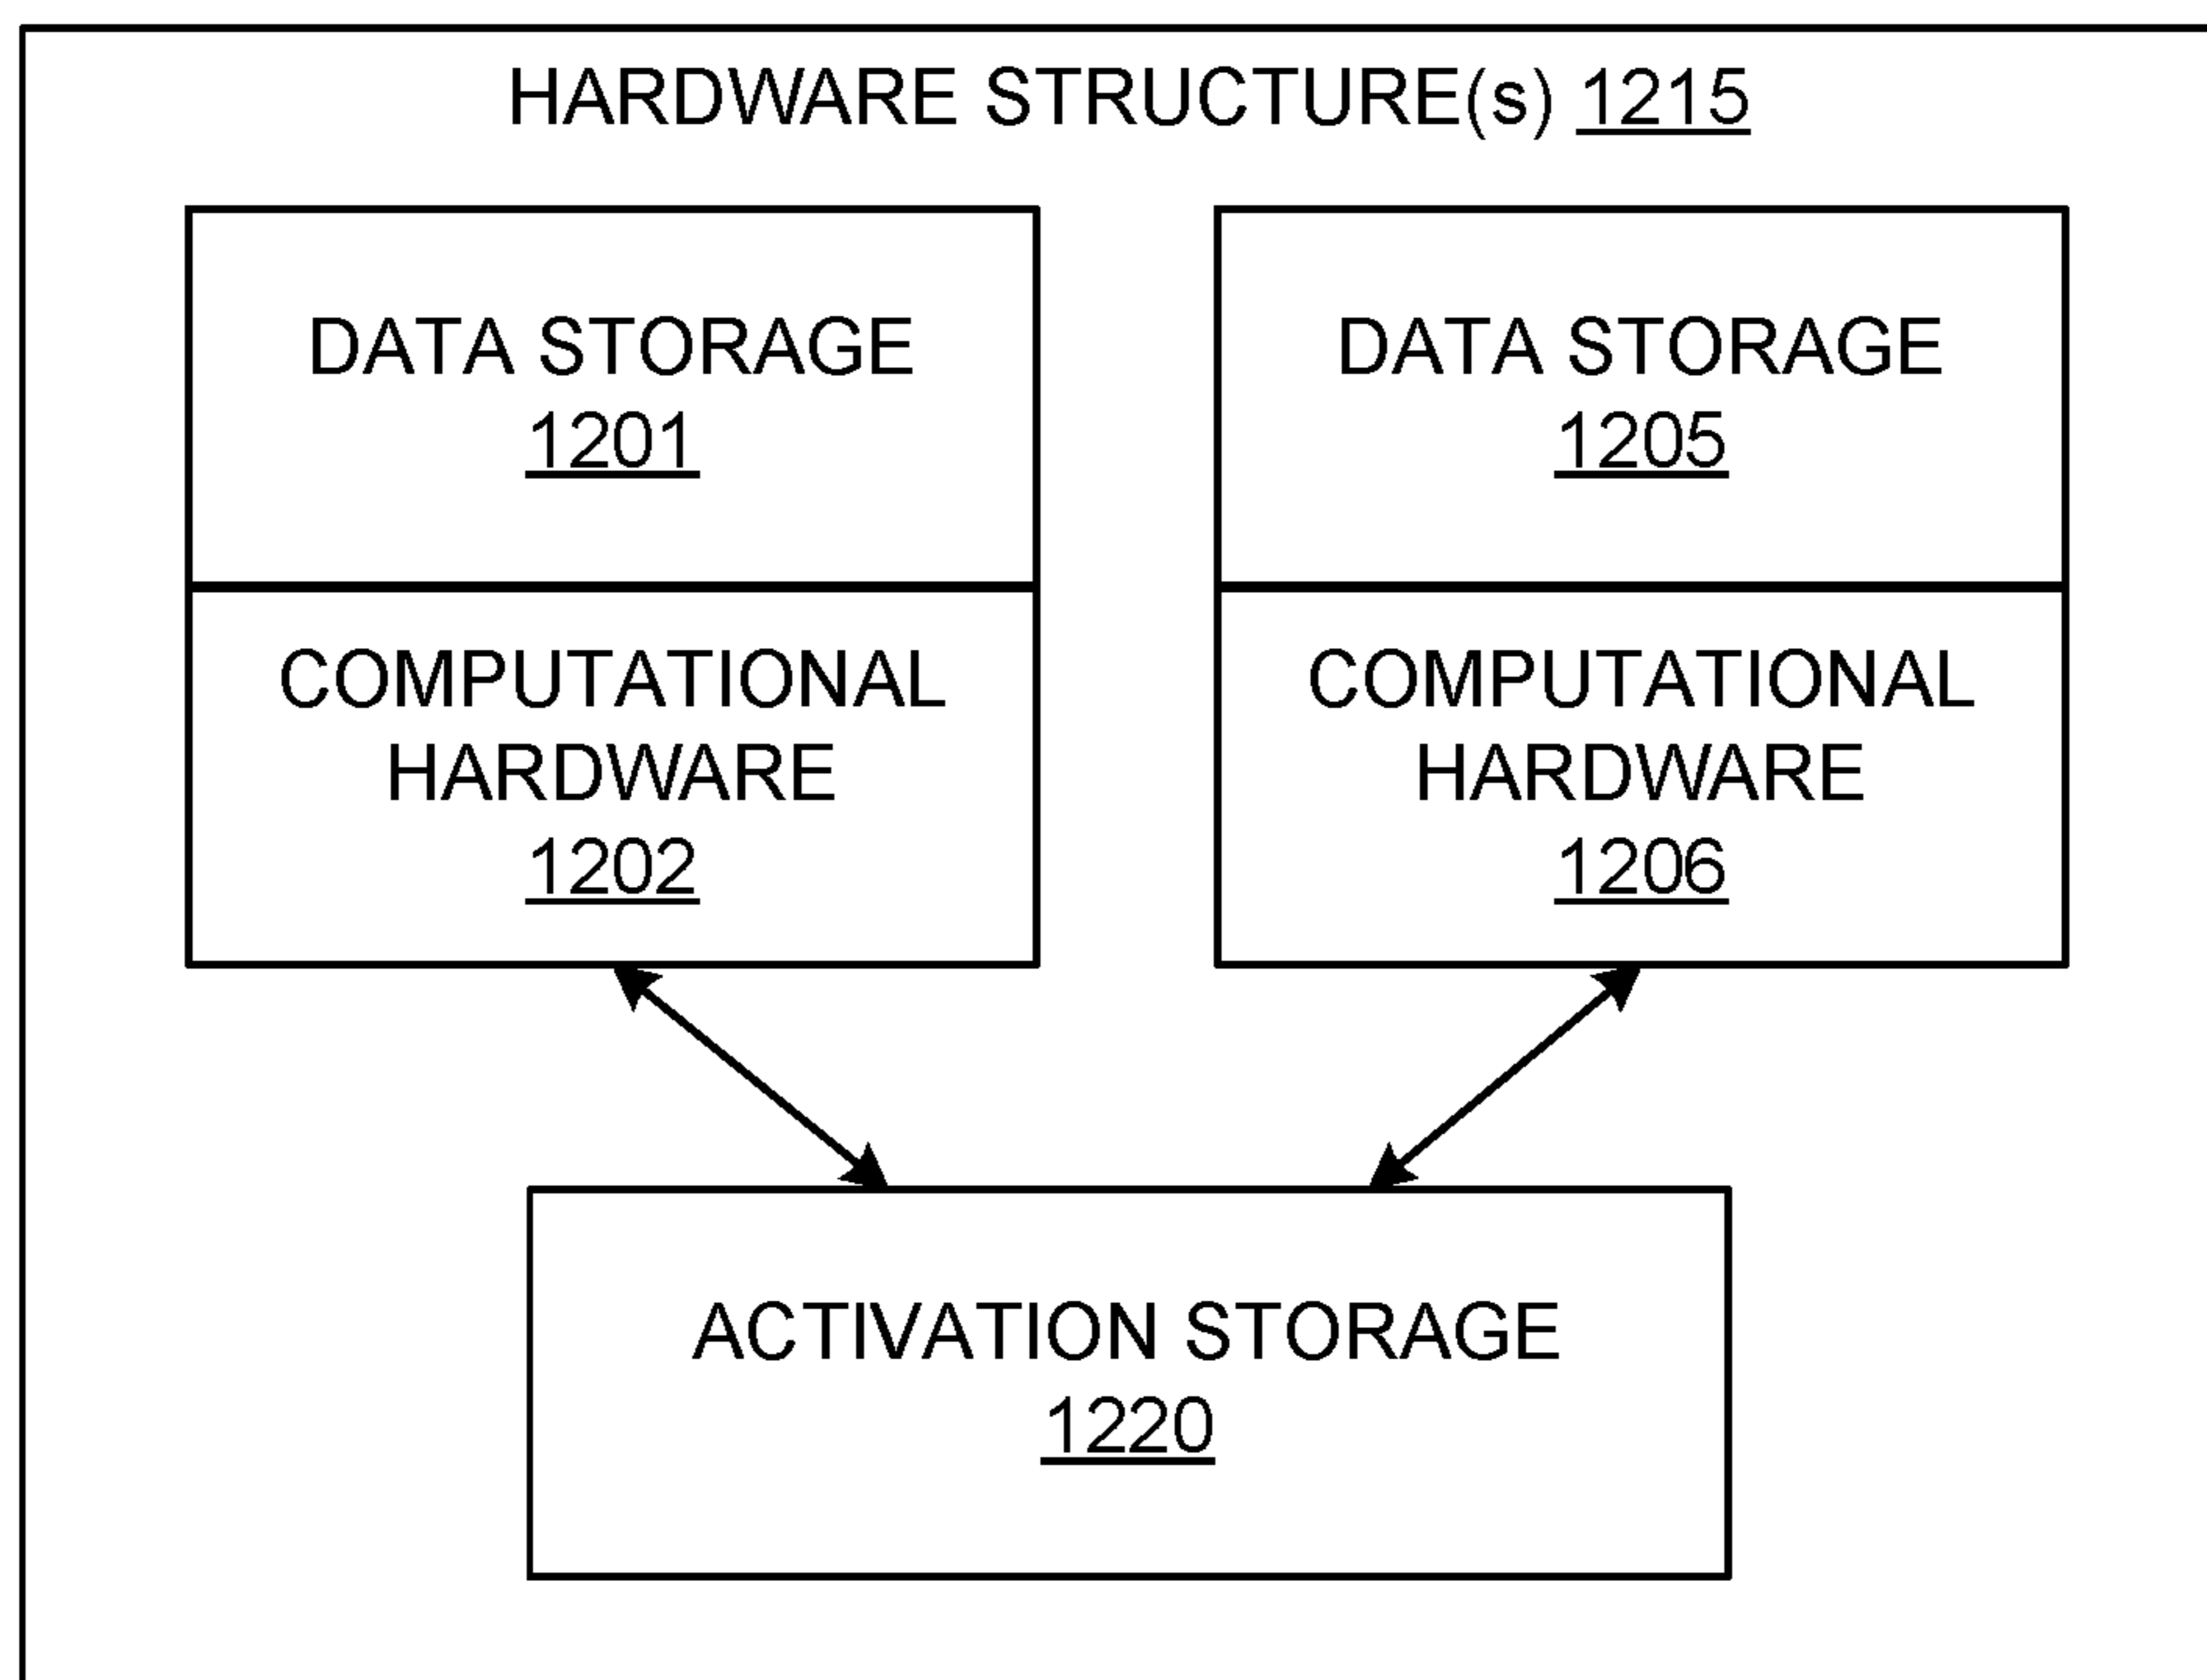 HARDWARE STRUCTURE(s) 1215
DATA STORAGE
1201
COMPUTATIONAL
HARDWARE
1202
DATA STORAGE
1205
COMPUTATIONAL
HARDWARE
1206
ACTIVATION STORAGE
1220